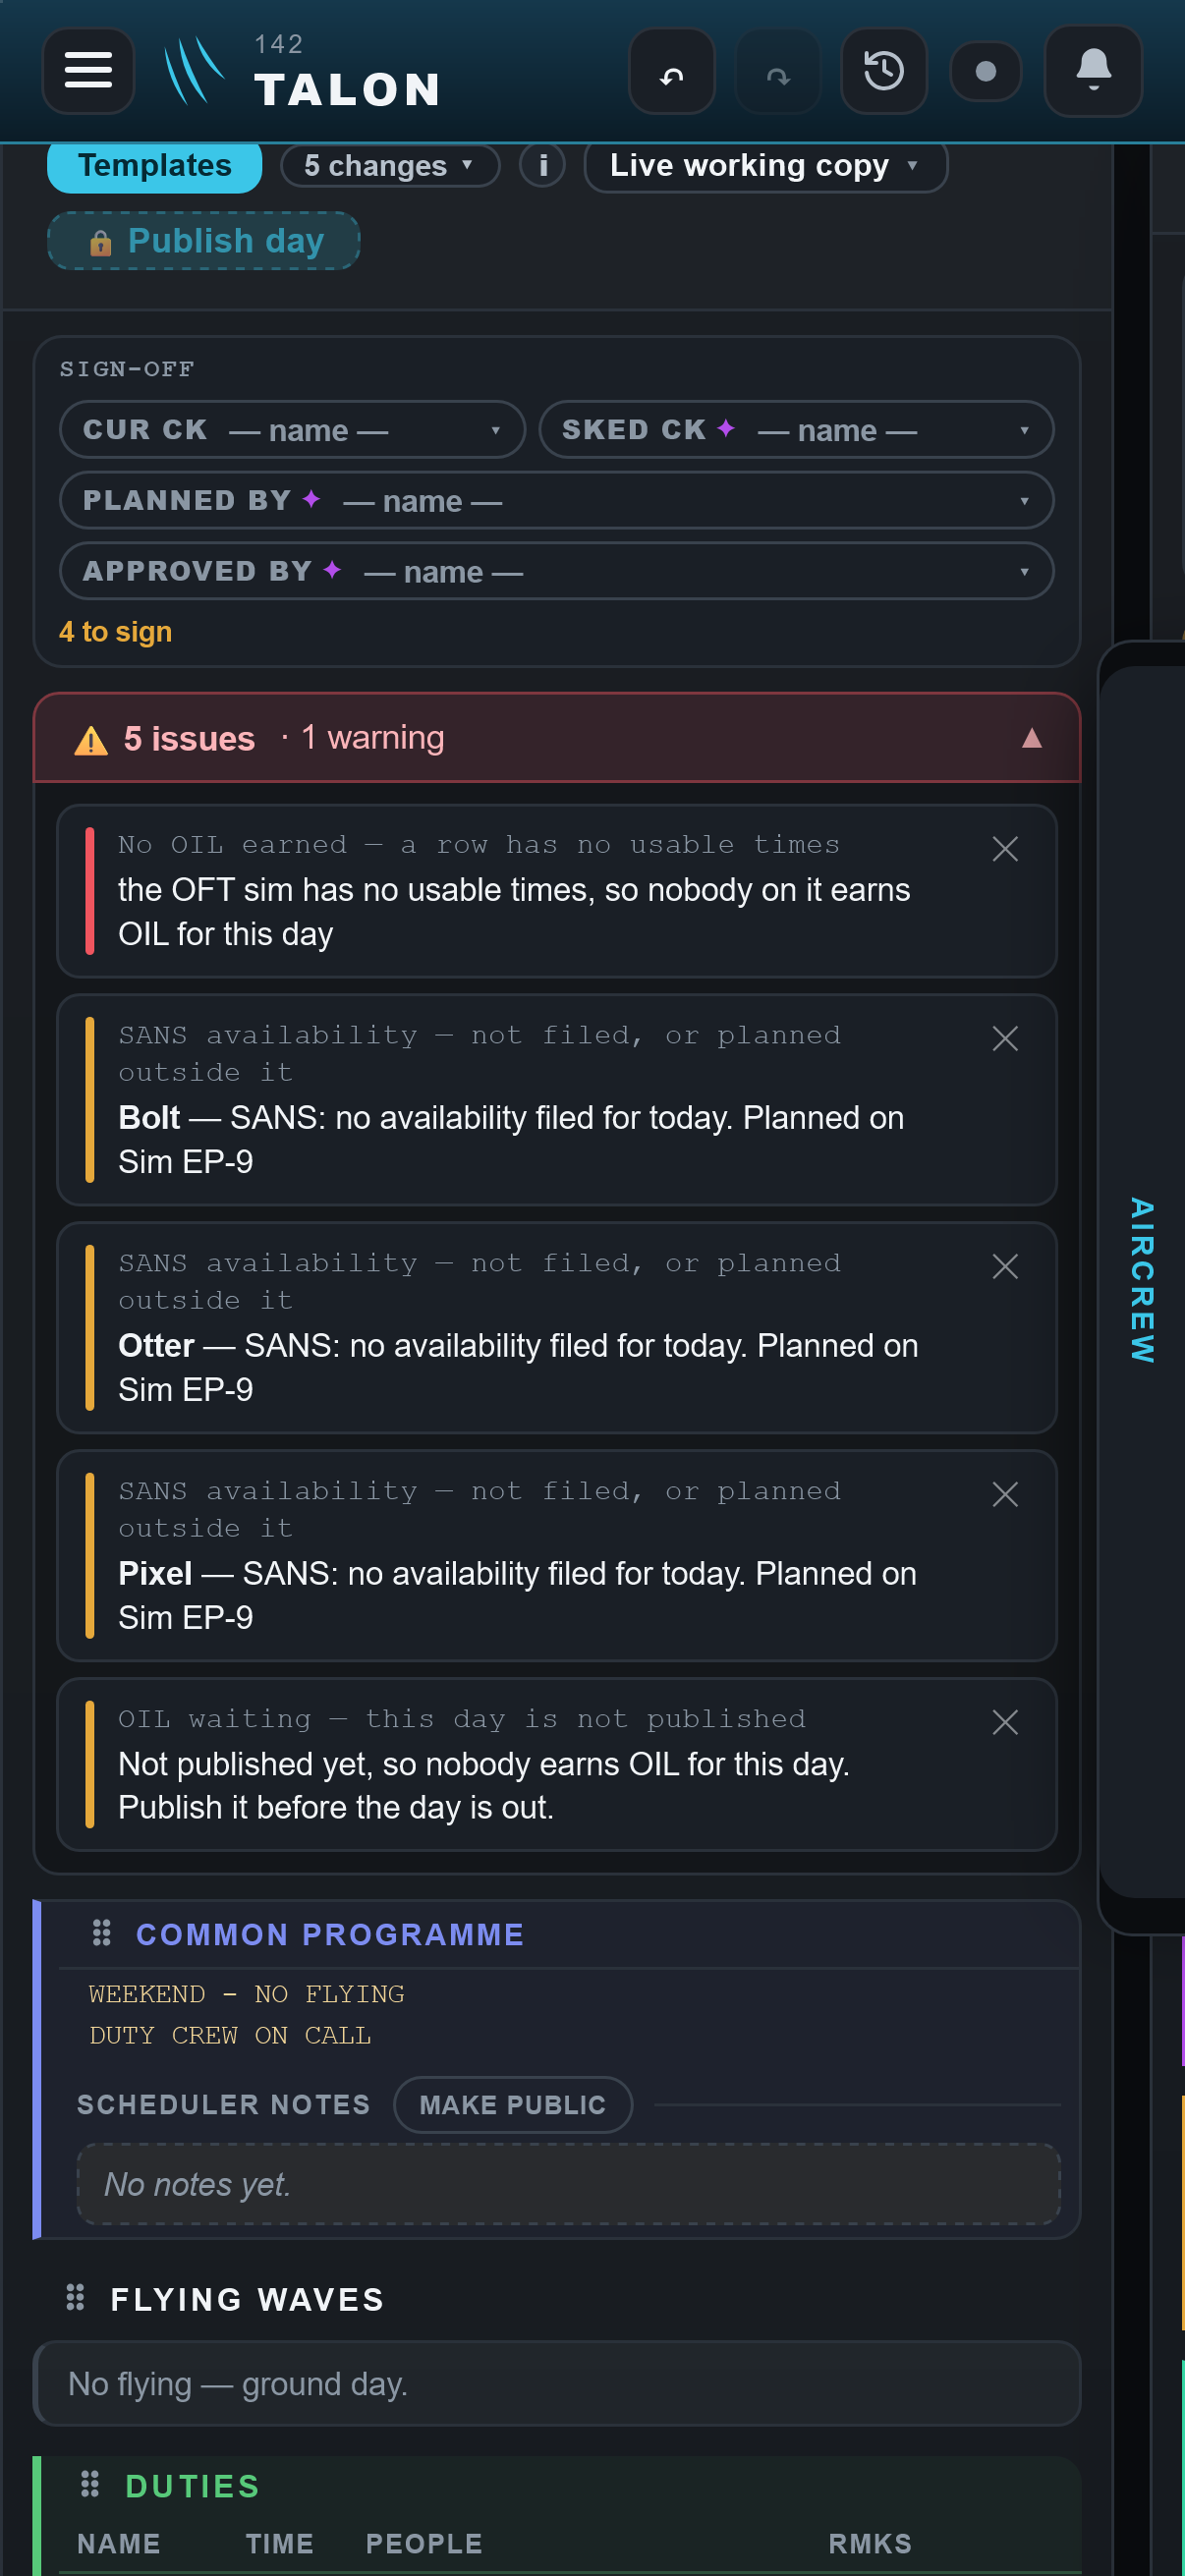 142
TALON
Templates
5 changes
i
Live working copy
Publish day
SIGN-OFF
CUR CK — name —
SKED CK — name —
PLANNED BY — name —
APPROVED BY — name —
4 to sign
5 issues · 1 warning
No OIL earned — a row has no usable times
the OFT sim has no usable times, so nobody on it earns
OIL for this day
SANS availability — not filed, or planned
outside it
Bolt — SANS: no availability filed for today. Planned on
Sim EP-9
SANS availability — not filed, or planned
outside it
Otter — SANS: no availability filed for today. Planned on
Sim EP-9
SANS availability — not filed, or planned
outside it
Pixel — SANS: no availability filed for today. Planned on
Sim EP-9
OIL waiting — this day is not published
Not published yet, so nobody earns OIL for this day.
Publish it before the day is out.
AIRCREW
COMMON PROGRAMME
WEEKEND – NO FLYING
DUTY CREW ON CALL
SCHEDULER NOTES
MAKE PUBLIC
No notes yet.
FLYING WAVES
No flying — ground day.
DUTIES
NAME TIME PEOPLE RMKS